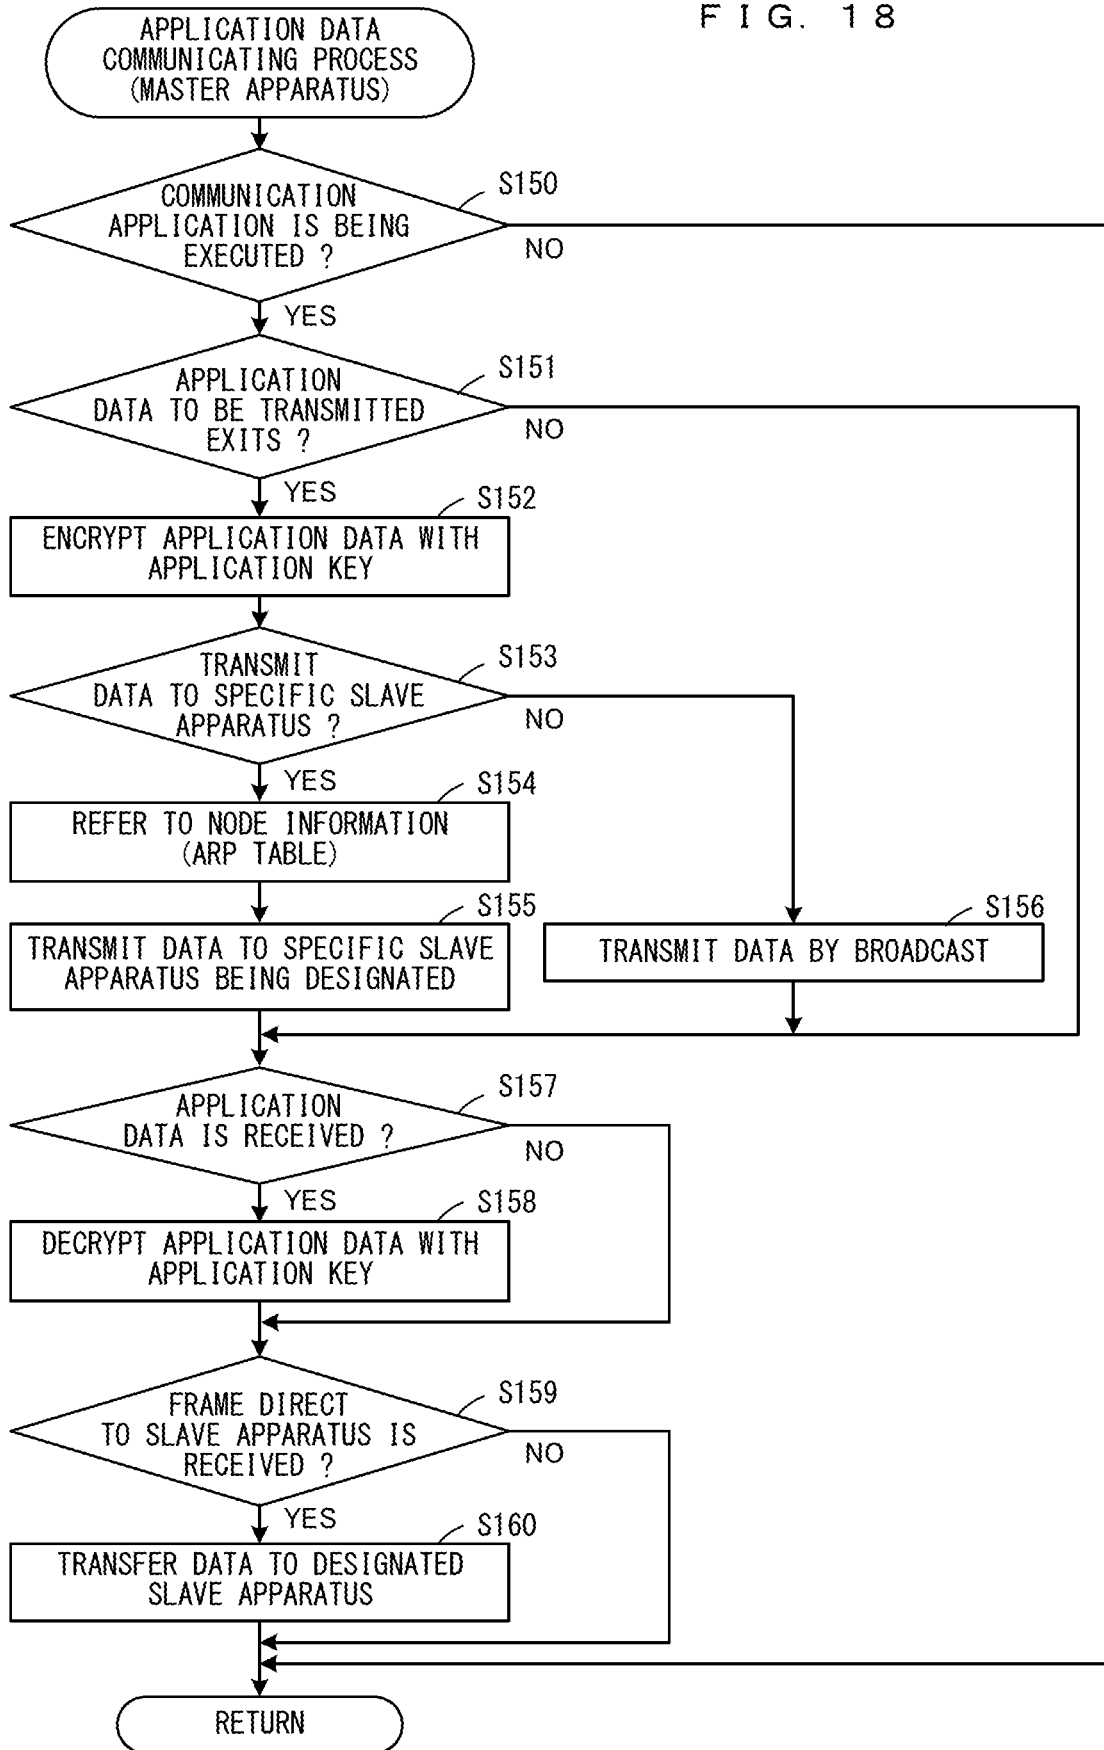 FIG. 18
APPLICATION DATA
COMMUNICATING PROCESS
(MASTER APPARATUS)
S150
COMMUNICATION
APPLICATION IS BEING
EXECUTED ?
NO
YES
S151
APPLICATION
DATA TO BE TRANSMITTED
EXITS ?
NO
YES
S152
ENCRYPT APPLICATION DATA WITH
APPLICATION KEY
S153
TRANSMIT
DATA TO SPECIFIC SLAVE
APPARATUS ?
NO
YES
S154
REFER TO NODE INFORMATION
(ARP TABLE)
S155
TRANSMIT DATA TO SPECIFIC SLAVE
APPARATUS BEING DESIGNATED
S156
TRANSMIT DATA BY BROADCAST
S157
APPLICATION
DATA IS RECEIVED ?
NO
YES
S158
DECRYPT APPLICATION DATA WITH
APPLICATION KEY
S159
FRAME DIRECT
TO SLAVE APPARATUS IS
RECEIVED ?
NO
YES
S160
TRANSFER DATA TO DESIGNATED
SLAVE APPARATUS
RETURN